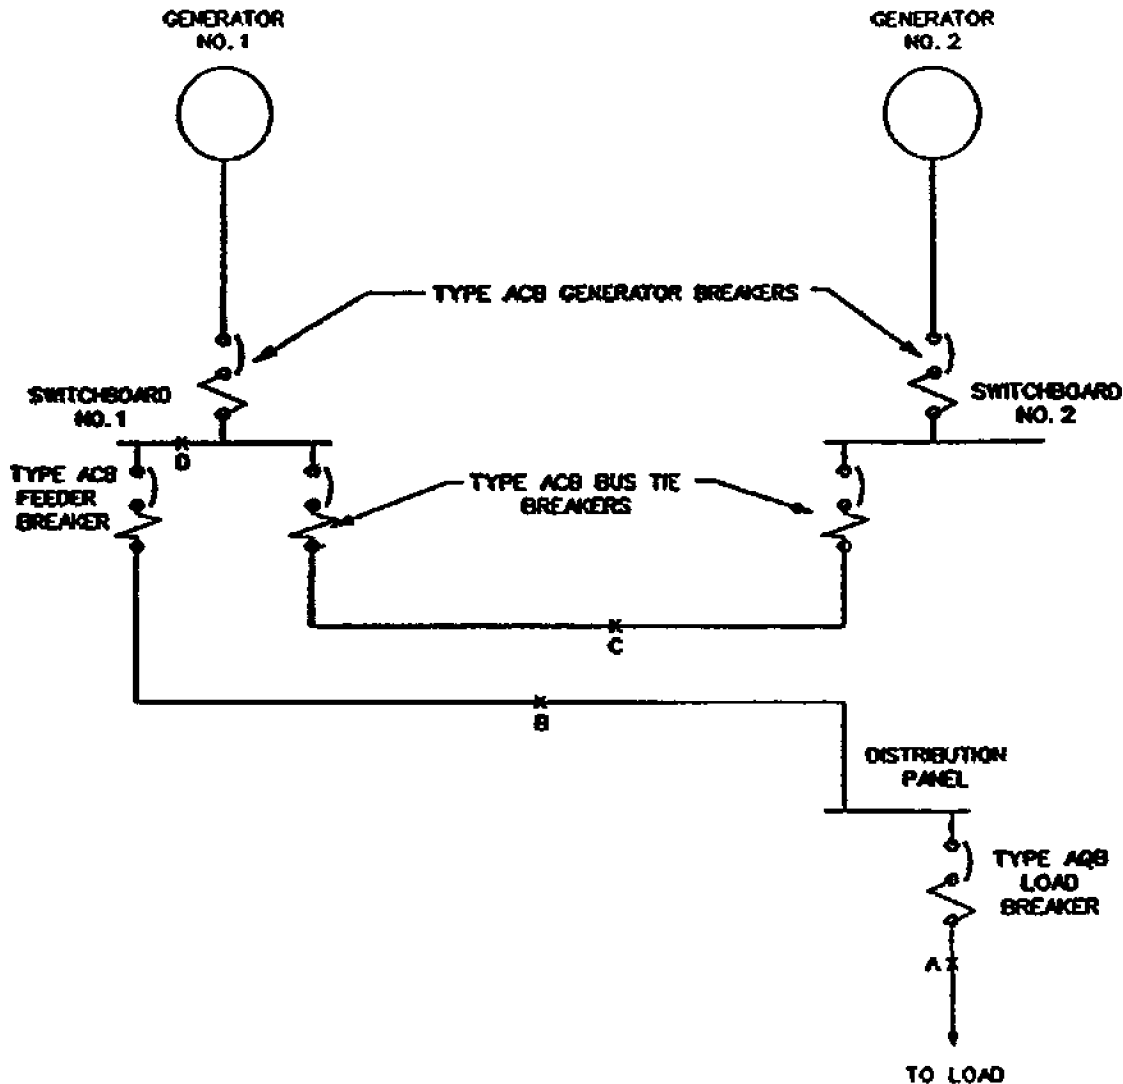 GENERATOR
NO. 1
GENERATOR
NO. 2
TYPE ACB GENERATOR BREAKERS
SWITCHBOARD
NO. 1
SWITCHBOARD
NO. 2
D
TYPE ACB
FEEDER
BREAKER
TYPE ACB BUS TIE
BREAKERS
C
B
DISTRIBUTION
PANEL
TYPE AQB
LOAD
BREAKER
A
TO LOAD